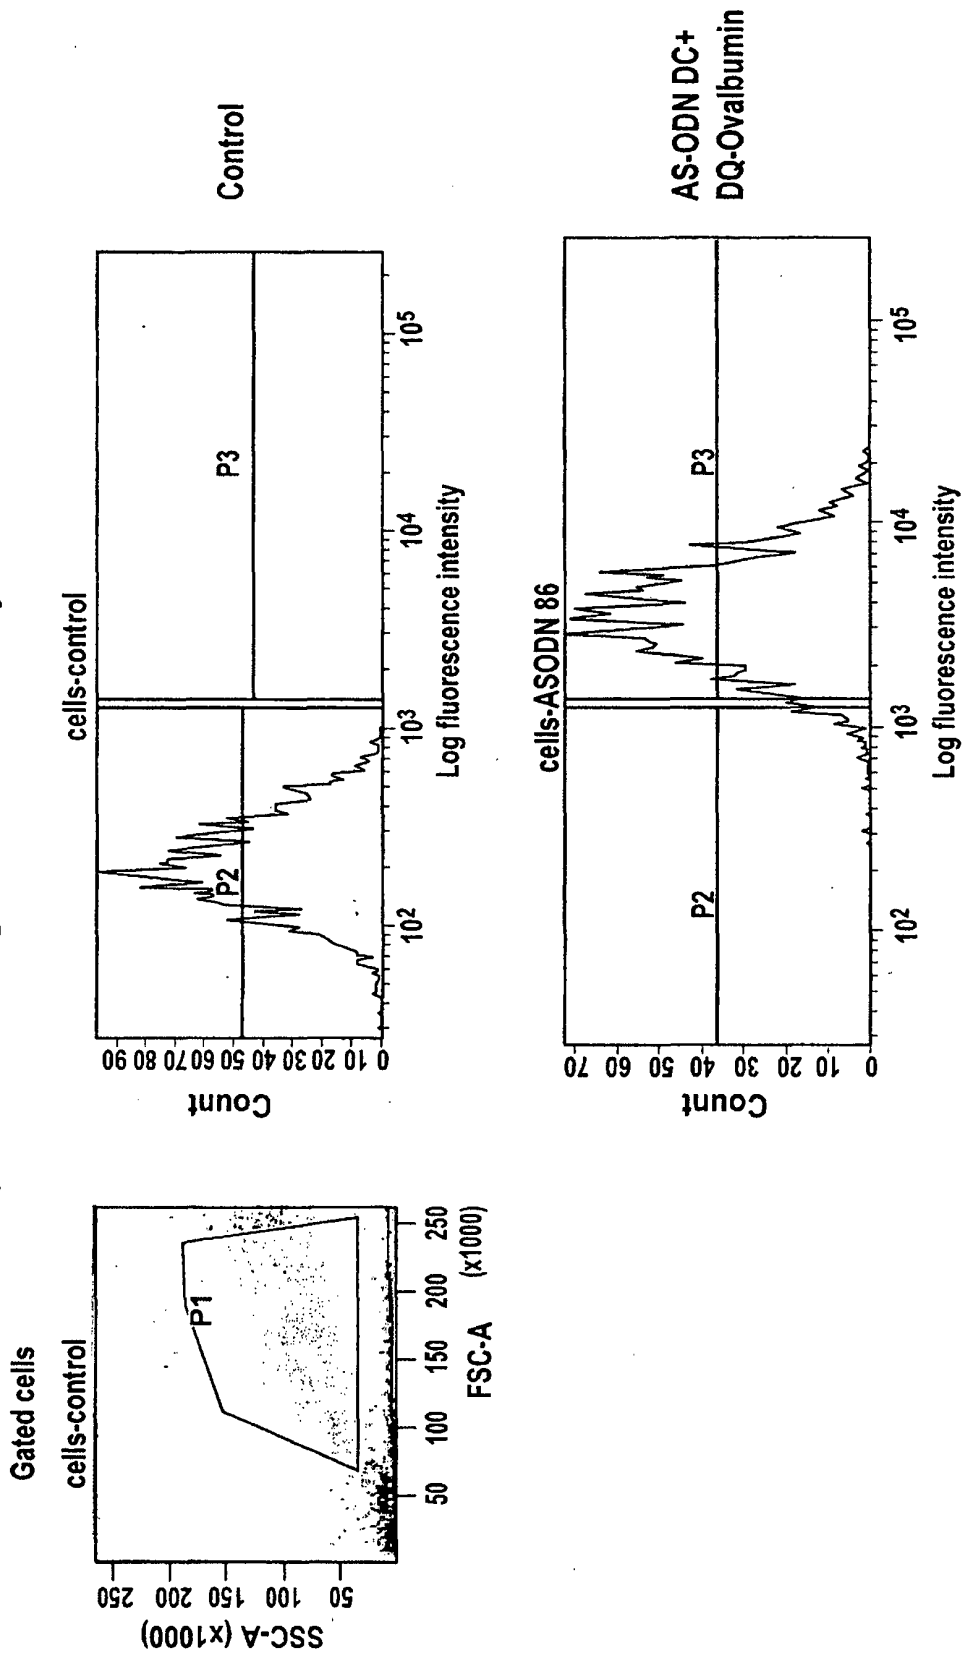 Gated cells
cells-control
P1
SSC-A (x1000)
250
200
150
100
50
50
100
150
200
250
(x1000)
FSC-A
cells-control
Control
P2
P3
Count
90
80
70
60
50
40
30
20
10
0
10²
10³
10⁴
10⁵
Log fluorescence intensity
cells-ASODN 86
AS-ODN DC+
DQ-Ovalbumin
P2
P3
Count
70
60
50
40
30
20
10
0
10²
10³
10⁴
10⁵
Log fluorescence intensity